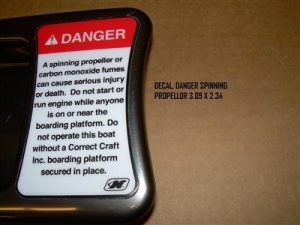 DANGER
A spinning propeller or
carbon monoxide fumes
can cause serious injury
or death. Do not start or
run engine while anyone
is on or near the
boarding platform. Do
not operate this boat
without a Correct Craft
Inc. boarding platform
secured in place.
DECAL, DANGER SPINNING
PROPELLOR 3.09 X 2.34